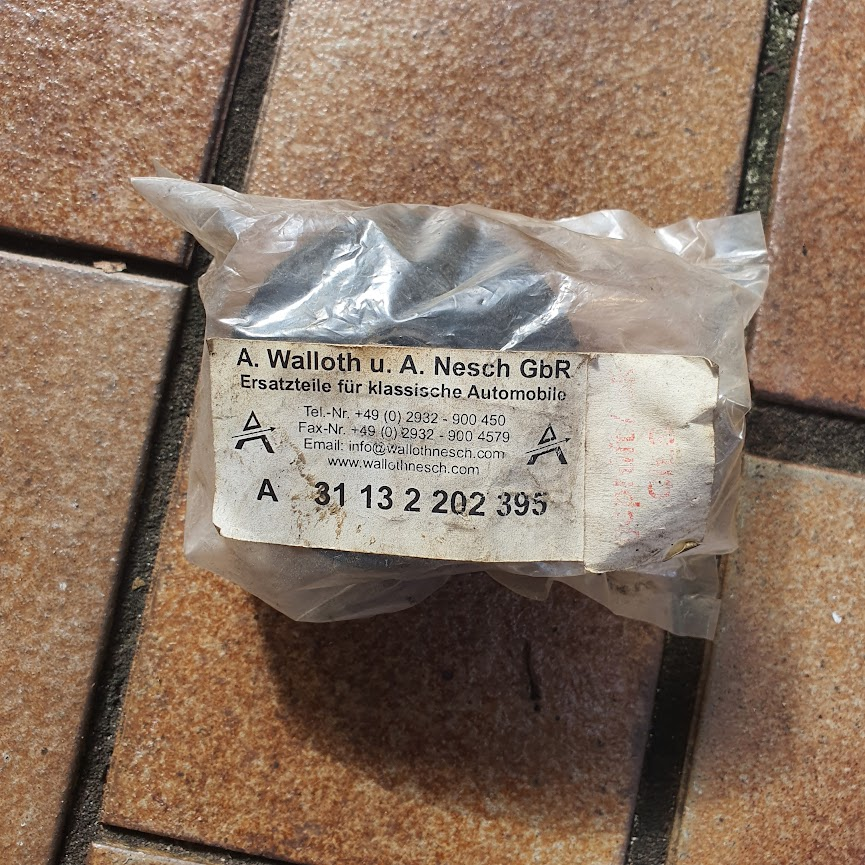 A. Walloth u. A. Nesch GbR
Ersatzteile für klassische Automobile
Tel.-Nr. +49 (0) 2932 - 900 450
Fax-Nr. +49 (0) 2932 - 900 4579
Email: info@wallothnesch.com
www.wallothnesch.com
A 31 13 2 202 395